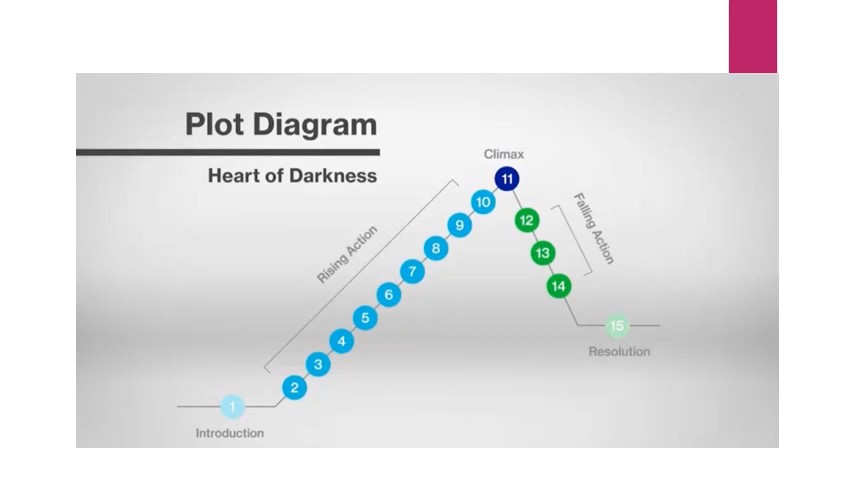 Plot Diagram
Heart of Darkness
Climax
11
10
9
8
7
6
5
4
3
2
1
Rising Action
12
13
14
Falling Action
15
Resolution
Introduction